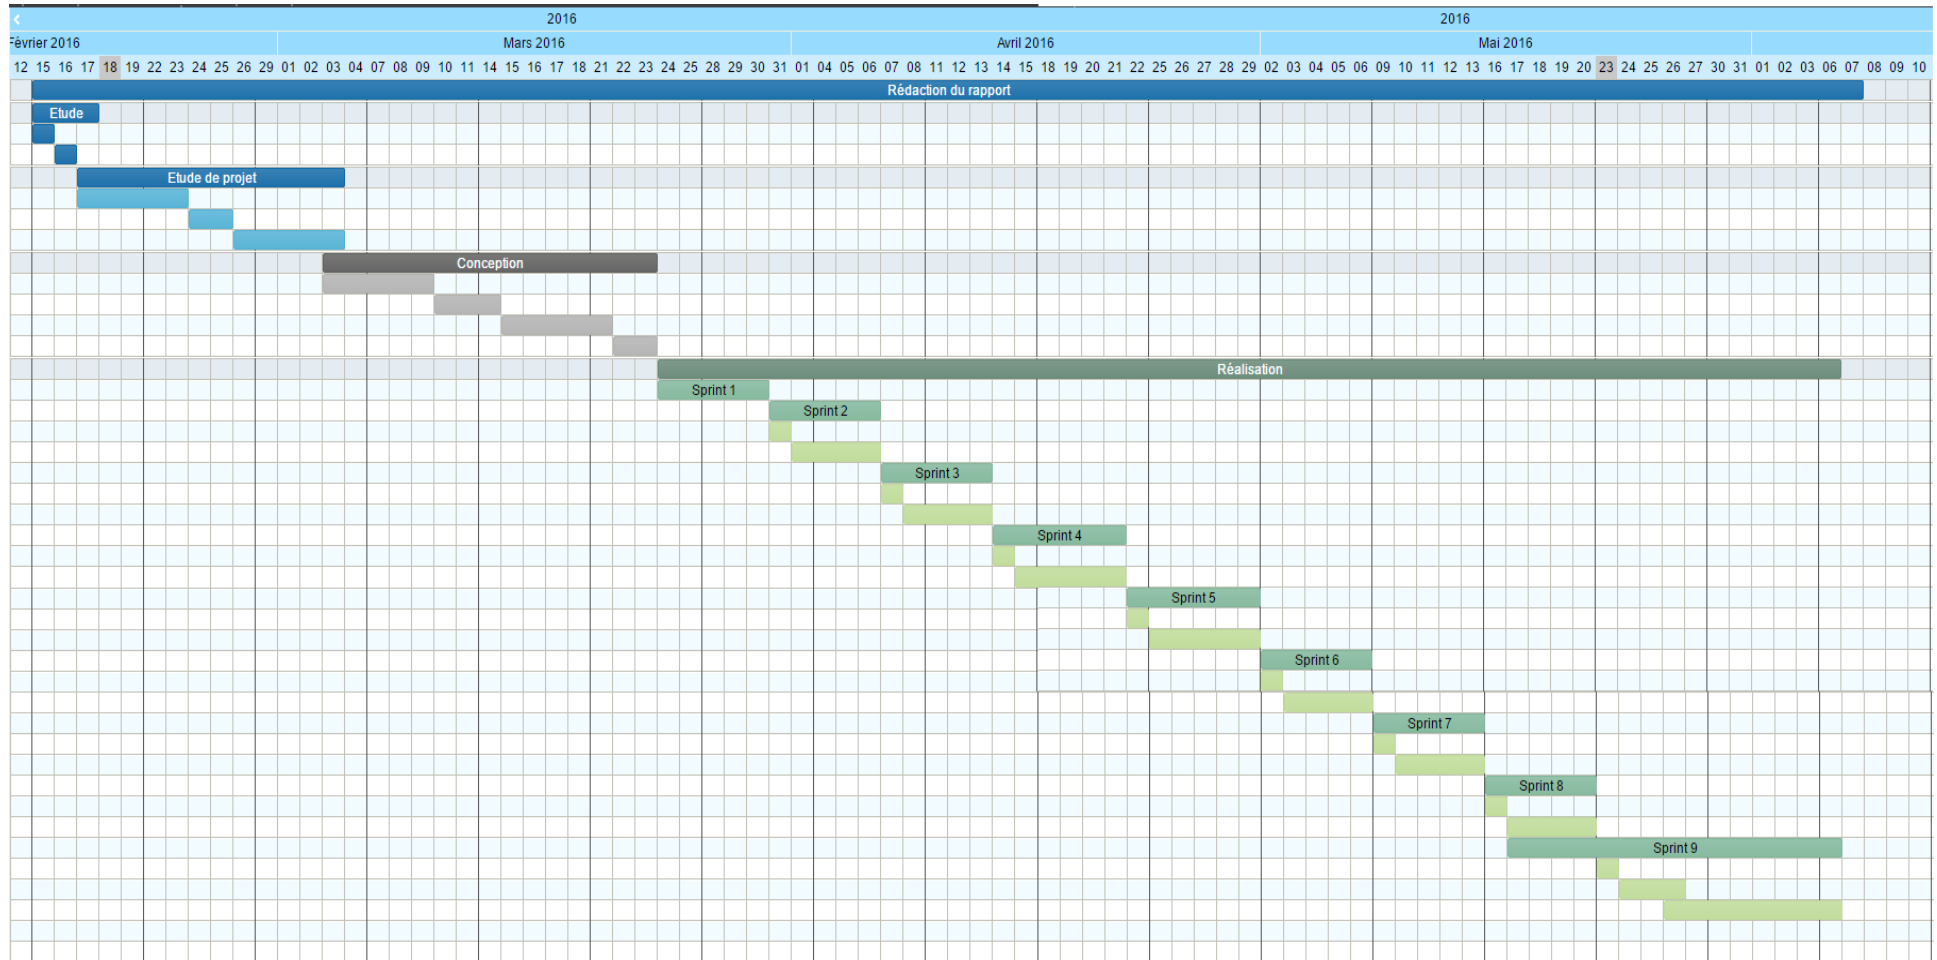 2016 2016
Février 2016 Mars 2016 Avril 2016 Mai 2016
12 15 16 17 18 19 22 23 24 25 26 29 01 02 03 04 07 08 09 10 11 14 15 16 17 18 21 22 23 24 25 28 29 30 31 01 04 05 06 07 08 11 12 13 14 15 18 19 20 21 22 25 26 27 28 29 02 03 04 05 06 09 10 11 12 13 16 17 18 19 20 23 24 25 26 27 30 31 01 02 03 06 07 08 09 10
Rédaction du rapport
Etude
Etude de projet
Conception
Réalisation
Sprint 1
Sprint 2
Sprint 3
Sprint 4
Sprint 5
Sprint 6
Sprint 7
Sprint 8
Sprint 9